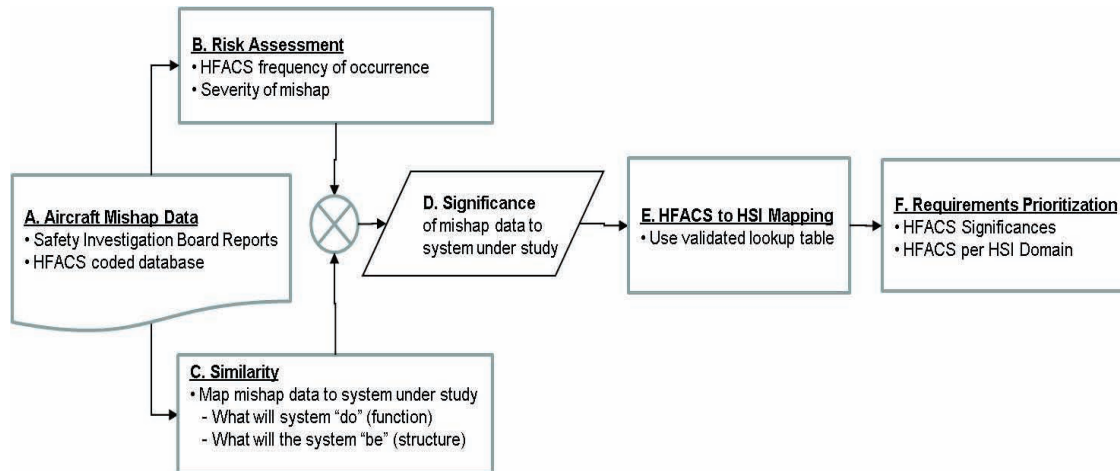 B. Risk Assessment
• HFACS frequency of occurrence
• Severity of mishap
A. Aircraft Mishap Data
• Safety Investigation Board Reports
• HFACS coded database
C. Similarity
• Map mishap data to system under study
- What will system “do” (function)
- What will the system “be” (structure)
D. Significance
of mishap data to
system under study
E. HFACS to HSI Mapping
• Use validated lookup table
F. Requirements Prioritization
• HFACS Significances
• HFACS per HSI Domain